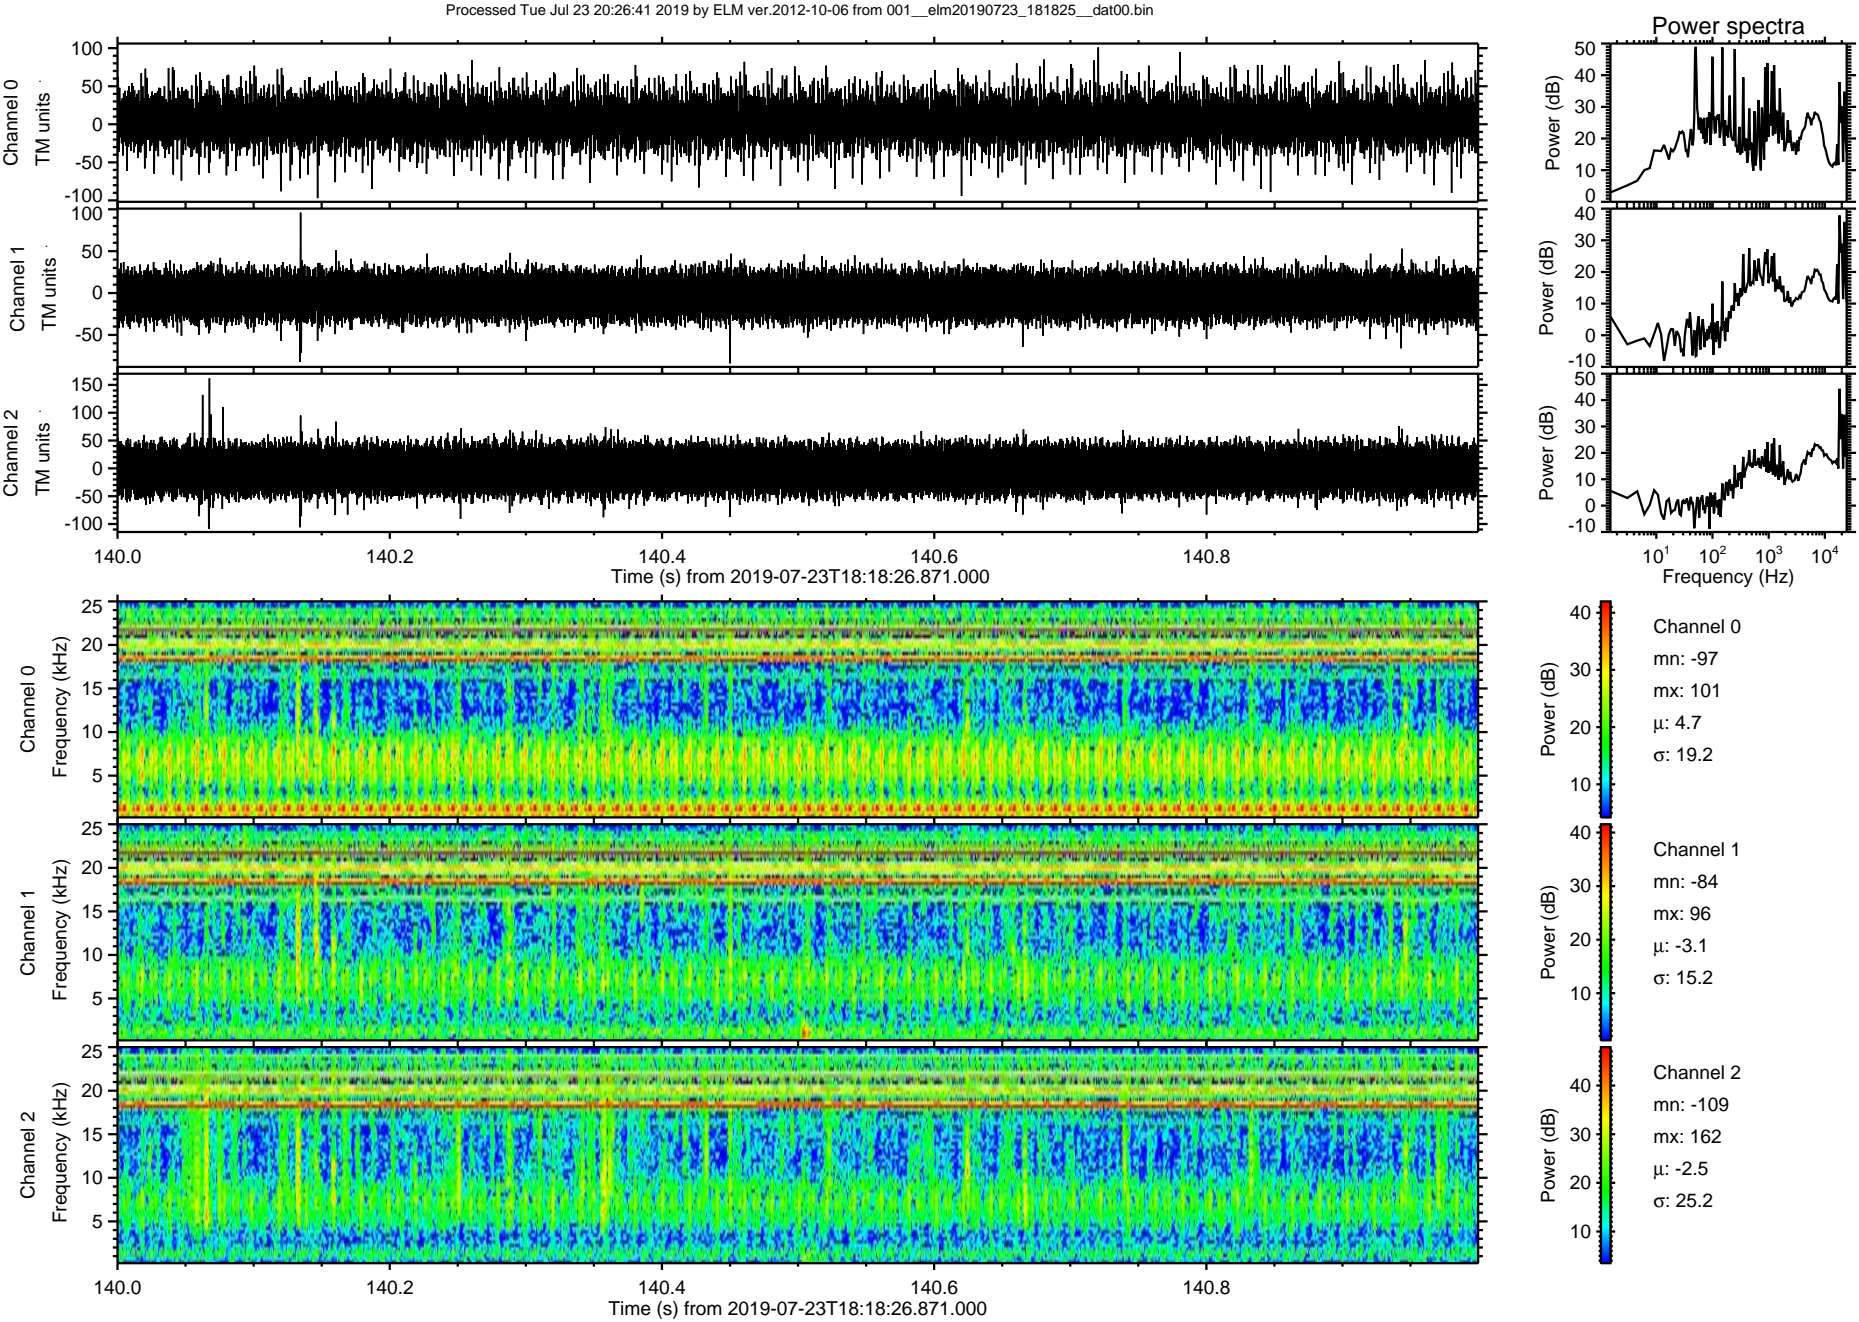 Processed Tue Jul 23 20:26:41 2019 by ELM ver.2012-10-06 from 001__elm20190723_181825__dat00.bin
Power spectra
Channel 0
TM units
100
50
0
-50
-100
Power (dB)
50
40
30
20
10
0
Channel 1
TM units
100
50
0
-50
Power (dB)
40
30
20
10
0
-10
Channel 2
TM units
150
100
50
0
-50
-100
Power (dB)
50
40
30
20
10
0
-10
140.0 140.2 140.4 140.6 140.8
Time (s) from 2019-07-23T18:18:26.871.000
10^1 10^2 10^3 10^4
Frequency (Hz)
Channel 0
Frequency (kHz)
25
20
15
10
5
Power (dB)
40
30
20
10
Channel 0
mn: -97
mx: 101
μ: 4.7
σ: 19.2
Channel 1
Frequency (kHz)
25
20
15
10
5
Power (dB)
40
30
20
10
Channel 1
mn: -84
mx: 96
μ: -3.1
σ: 15.2
Channel 2
Frequency (kHz)
25
20
15
10
5
Power (dB)
40
30
20
10
Channel 2
mn: -109
mx: 162
μ: -2.5
σ: 25.2
140.0 140.2 140.4 140.6 140.8
Time (s) from 2019-07-23T18:18:26.871.000